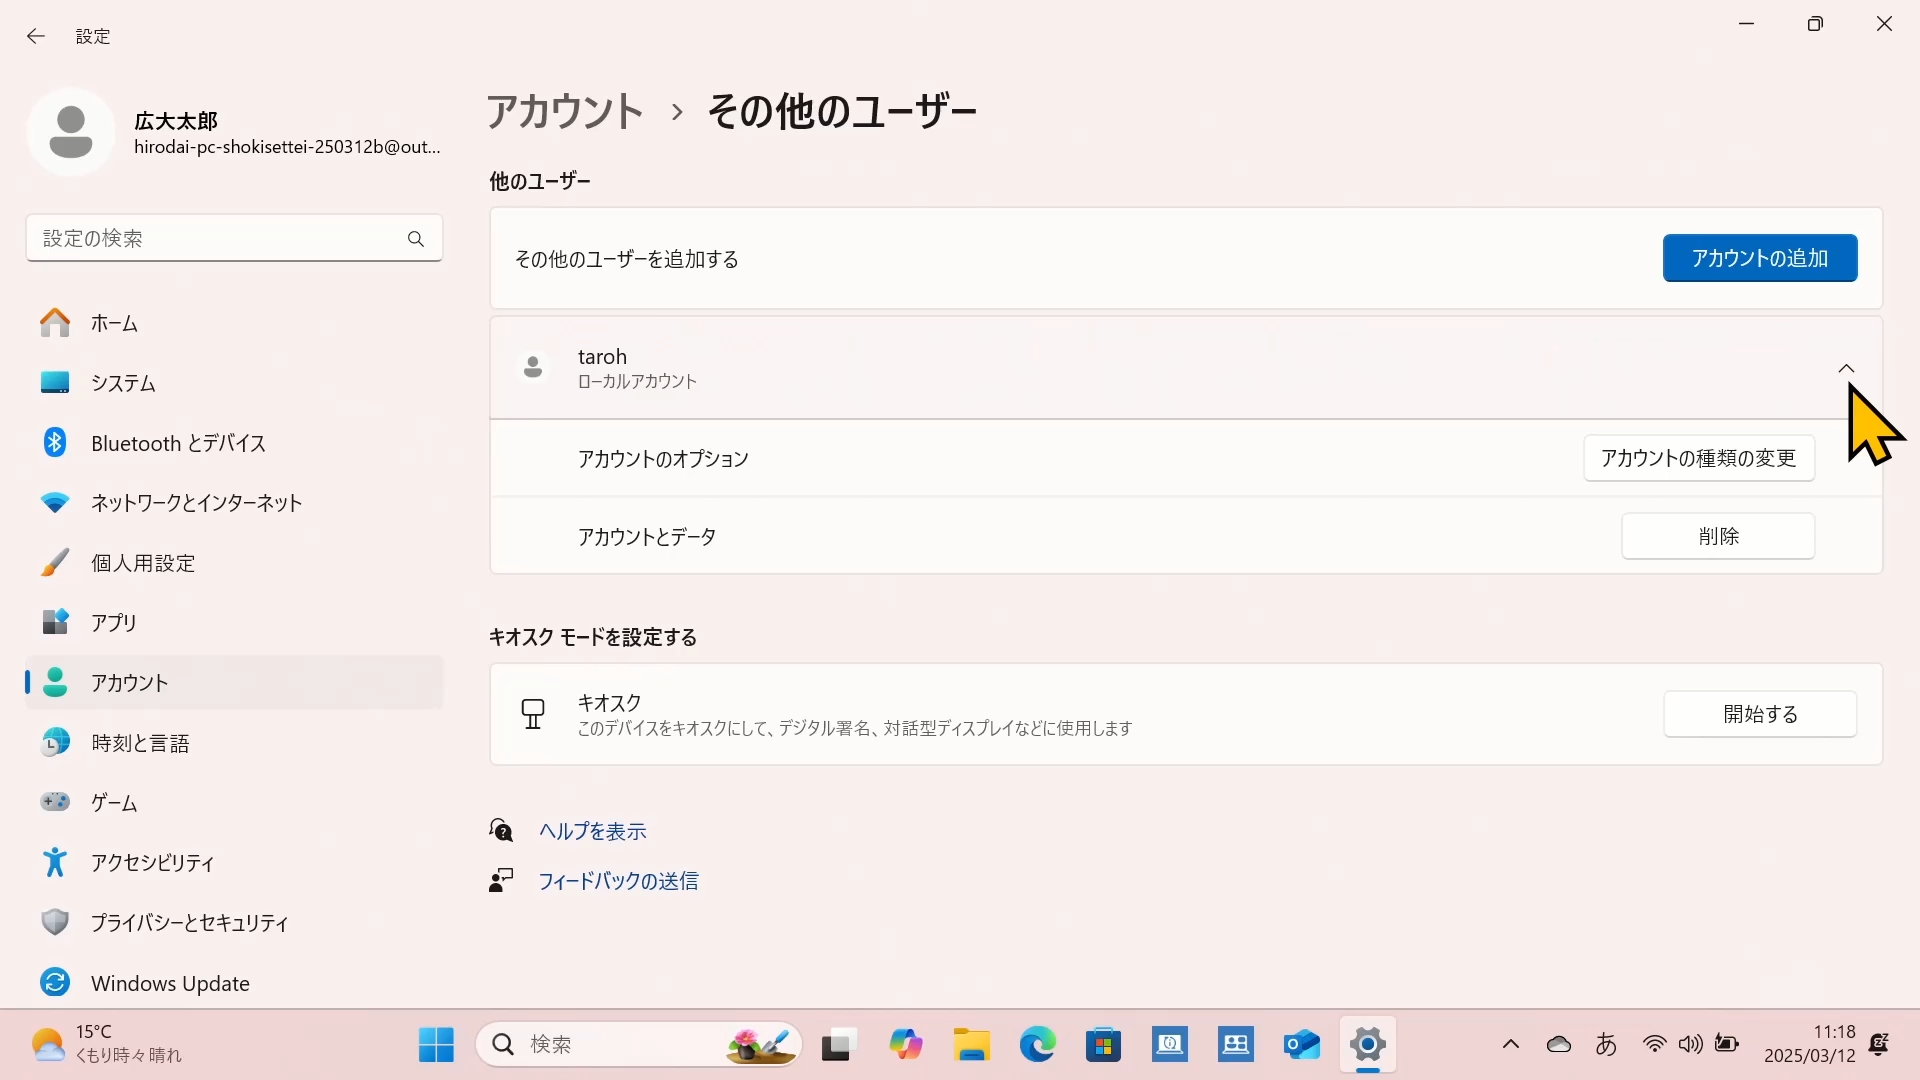 設定
広大太郎
hirodai-pc-shokisettei-250312b@out...
設定の検索
ホーム
システム
Bluetooth とデバイス
ネットワークとインターネット
個人用設定
アプリ
アカウント
時刻と言語
ゲーム
アクセシビリティ
プライバシーとセキュリティ
Windows Update
アカウント › その他のユーザー
他のユーザー
その他のユーザーを追加する
アカウントの追加
taroh
ローカルアカウント
アカウントのオプション
アカウントの種類の変更
アカウントとデータ
削除
キオスク モードを設定する
キオスク
このデバイスをキオスクにして、デジタル署名、対話型ディスプレイなどに使用します
開始する
ヘルプを表示
フィードバックの送信
15°C
くもり時々晴れ
検索
あ
11:18
2025/03/12